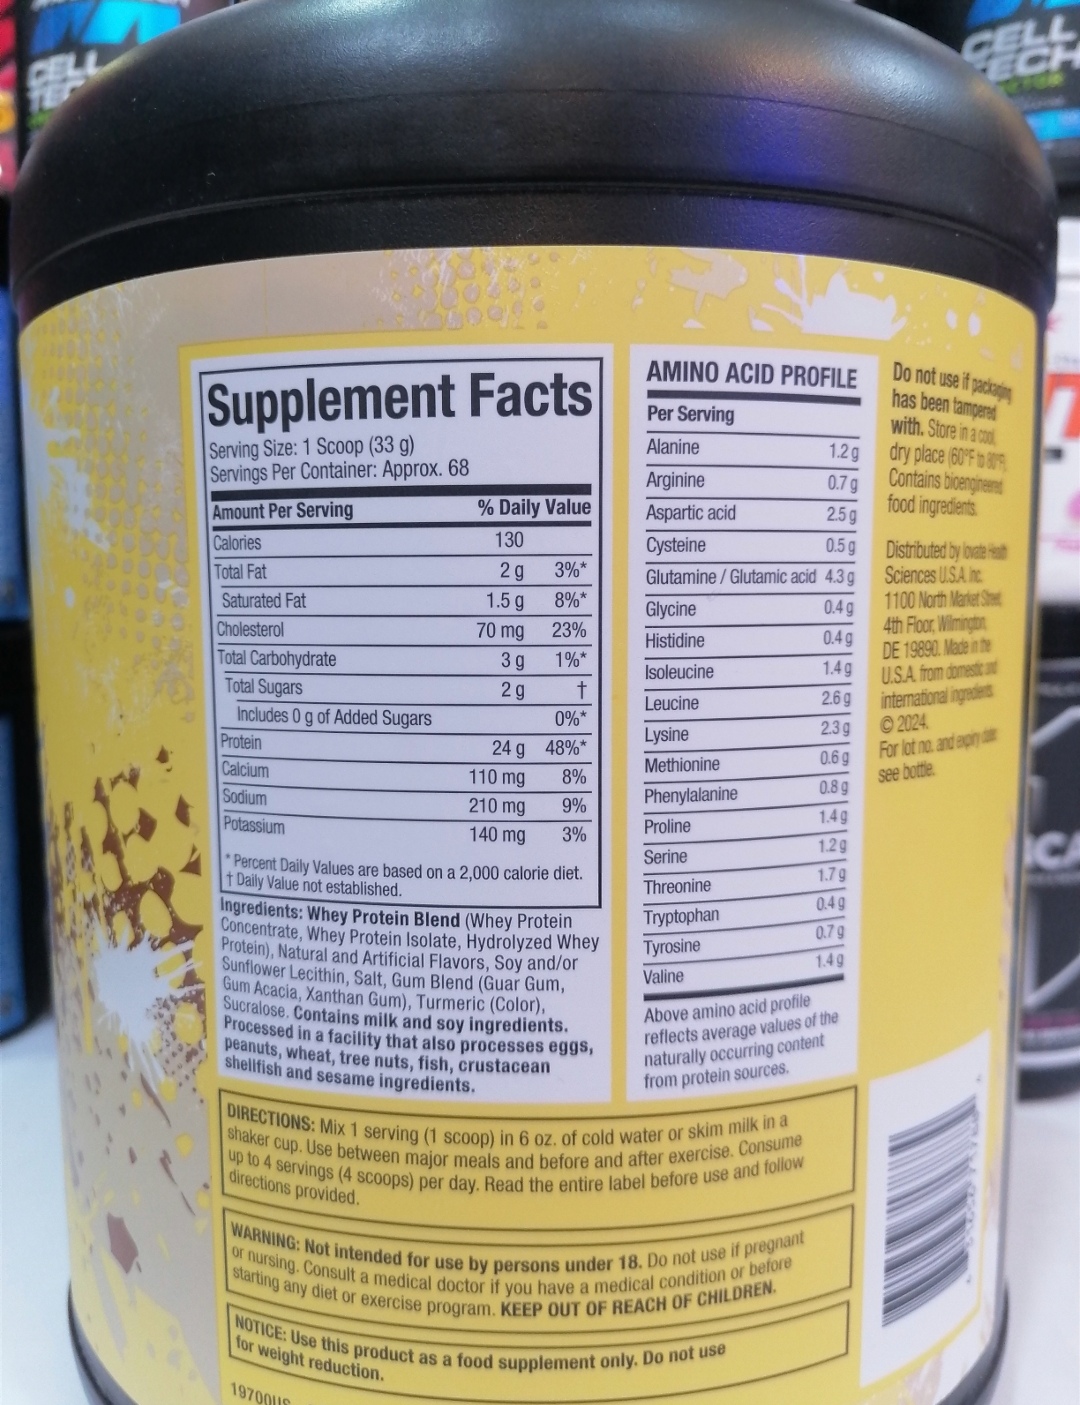 CELL
TECH
CELL
TECH
Supplement Facts
Serving Size: 1 Scoop (33 g)
Servings Per Container: Approx. 68
Amount Per Serving % Daily Value
Calories 130
Total Fat 2 g 3%*
Saturated Fat 1.5 g 8%*
Cholesterol 70 mg 23%
Total Carbohydrate 3 g 1%*
Total Sugars 2 g †
Includes 0 g of Added Sugars 0%*
Protein 24 g 48%*
Calcium 110 mg 8%
Sodium 210 mg 9%
Potassium 140 mg 3%
* Percent Daily Values are based on a 2,000 calorie diet.
† Daily Value not established.
Ingredients: Whey Protein Blend (Whey Protein
Concentrate, Whey Protein Isolate, Hydrolyzed Whey
Protein), Natural and Artificial Flavors, Soy and/or
Sunflower Lecithin, Salt, Gum Blend (Guar Gum,
Gum Acacia, Xanthan Gum), Turmeric (Color),
Sucralose. Contains milk and soy ingredients.
Processed in a facility that also processes eggs,
peanuts, wheat, tree nuts, fish, crustacean
shellfish and sesame ingredients.
AMINO ACID PROFILE
Per Serving
Alanine 1.2 g
Arginine 0.7 g
Aspartic acid 2.5 g
Cysteine 0.5 g
Glutamine / Glutamic acid 4.3 g
Glycine 0.4 g
Histidine 0.4 g
Isoleucine 1.4 g
Leucine 2.6 g
Lysine 2.3 g
Methionine 0.6 g
Phenylalanine 0.8 g
Proline 1.4 g
Serine 1.2 g
Threonine 1.7 g
Tryptophan 0.4 g
Tyrosine 0.7 g
Valine 1.4 g
Above amino acid profile
reflects average values of the
naturally occurring content
from protein sources.
Do not use if packaging
has been tampered
with. Store in a cool,
dry place (60°F to 80°F).
Contains bioengineered
food ingredients.
Distributed by Iovate Health
Sciences U.S.A. Inc.
1100 North Market Street,
4th Floor, Wilmington,
DE 19890. Made in the
U.S.A. from domestic and
international ingredients.
© 2024.
For lot no. and expiry date
see bottle.
DIRECTIONS: Mix 1 serving (1 scoop) in 6 oz. of cold water or skim milk in a
shaker cup. Use between major meals and before and after exercise. Consume
up to 4 servings (4 scoops) per day. Read the entire label before use and follow
directions provided.
WARNING: Not intended for use by persons under 18. Do not use if pregnant
or nursing. Consult a medical doctor if you have a medical condition or before
starting any diet or exercise program. KEEP OUT OF REACH OF CHILDREN.
NOTICE: Use this product as a food supplement only. Do not use
for weight reduction.
19700US